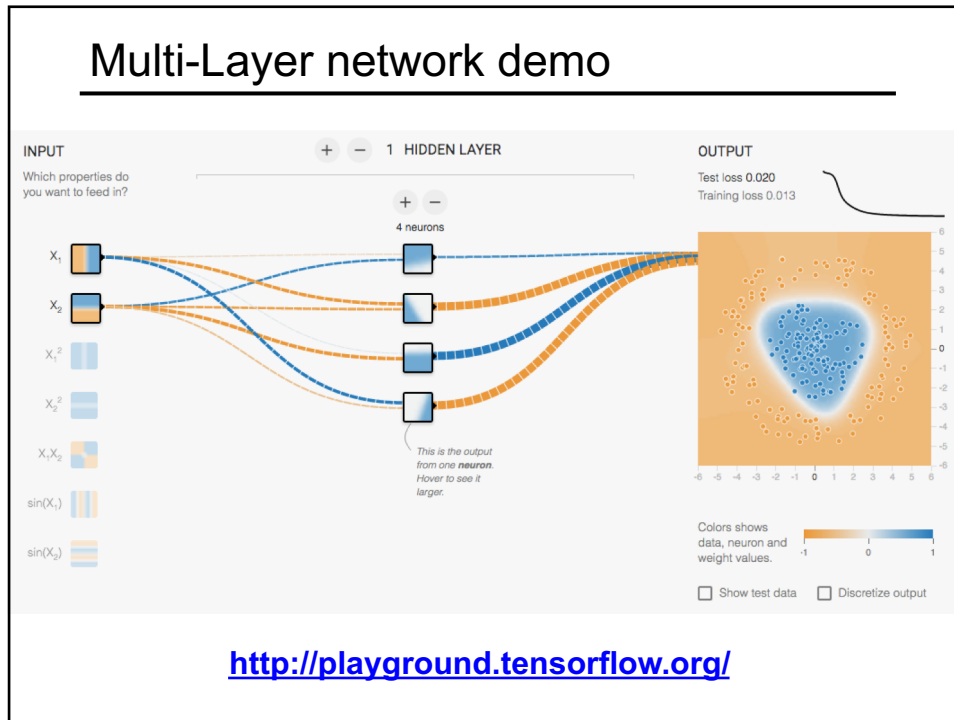 Multi-Layer network demo
INPUT
Which properties do
you want to feed in?
+ − 1 HIDDEN LAYER
+ −
4 neurons
OUTPUT
Test loss 0.020
Training loss 0.013
X₁
X₂
X₁²
X₂²
X₁X₂
sin(X₁)
sin(X₂)
This is the output
from one neuron.
Hover to see it
larger.
6
5
4
3
2
1
0
-1
-2
-3
-4
-5
-6
-6 -5 -4 -3 -2 -1 0 1 2 3 4 5 6
Colors shows
data, neuron and
weight values.
-1 0 1
Show test data Discretize output
http://playground.tensorflow.org/